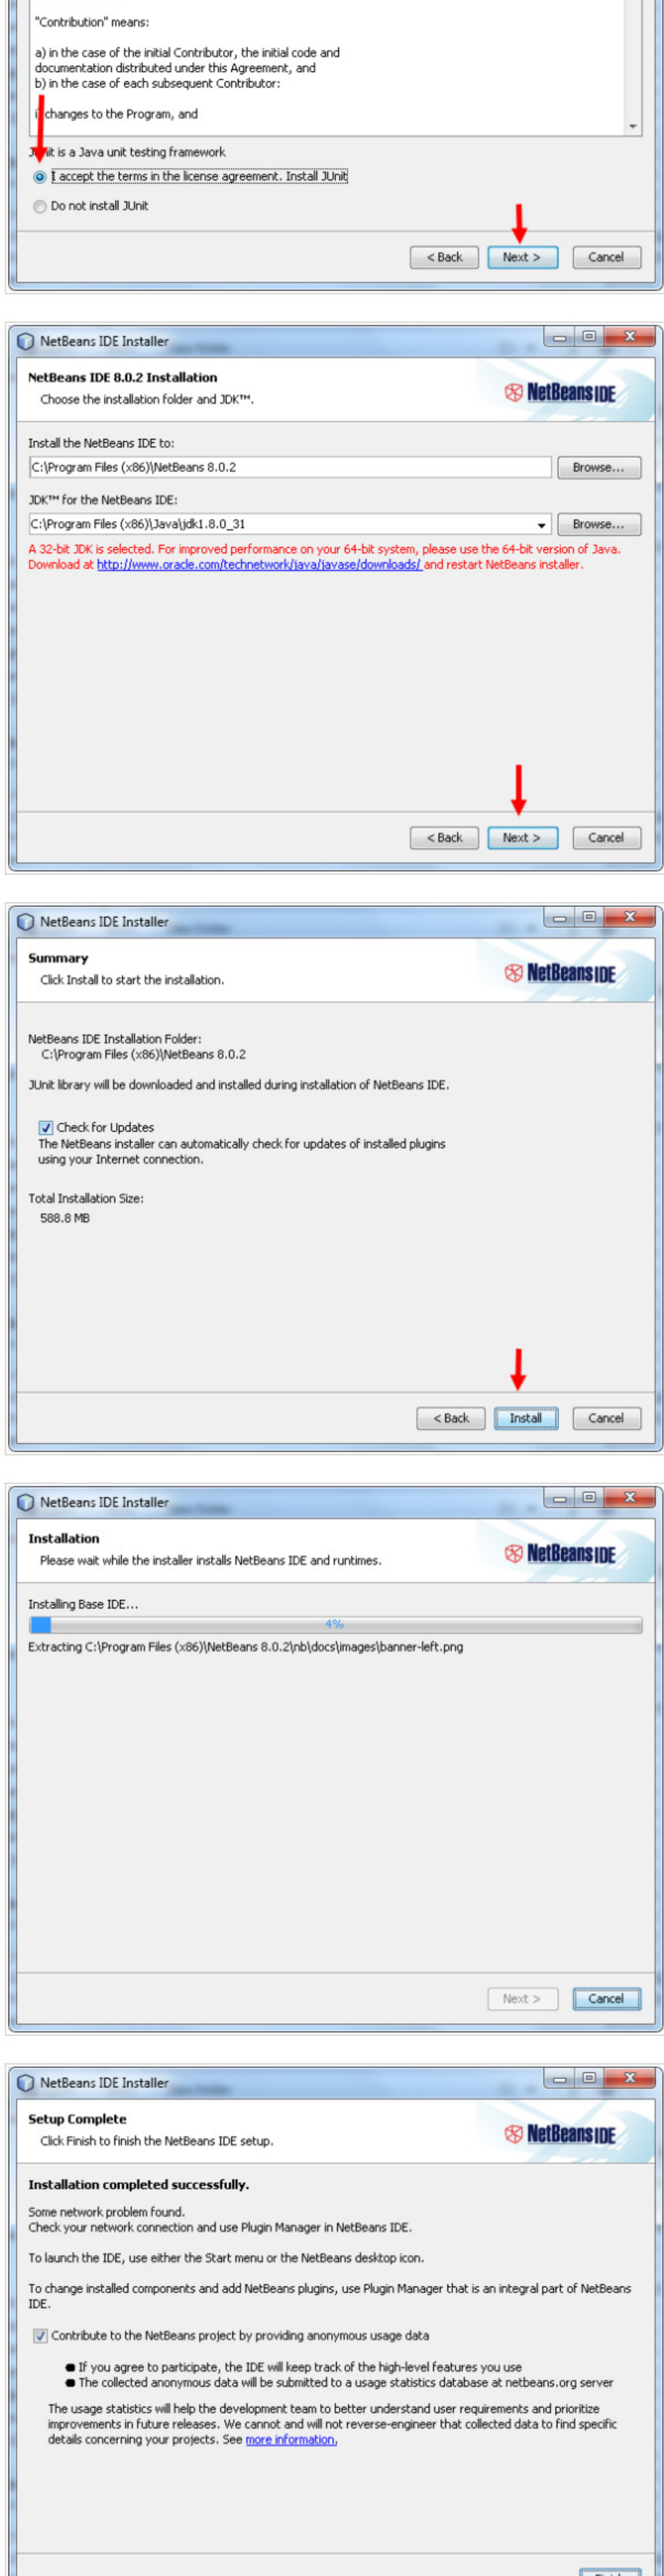 "Contribution" means:
a) in the case of the initial Contributor, the initial code and
documentation distributed under this Agreement, and
b) in the case of each subsequent Contributor:
changes to the Program, and
is a Java unit testing framework
I accept the terms in the license agreement. Install JUnit
Do not install JUnit
< Back Next > Cancel
NetBeans IDE Installer
NetBeans IDE 8.0.2 Installation
Choose the installation folder and JDK™.
NetBeans IDE
Install the NetBeans IDE to:
C:\Program Files (x86)\NetBeans 8.0.2 Browse...
JDK™ for the NetBeans IDE:
C:\Program Files (x86)\Java\jdk1.8.0_31 Browse...
A 32-bit JDK is selected. For improved performance on your 64-bit system, please use the 64-bit version of Java.
Download at http://www.oracle.com/technetwork/java/javase/downloads/ and restart NetBeans installer.
< Back Next > Cancel
NetBeans IDE Installer
Summary
Click Install to start the installation.
NetBeans IDE
NetBeans IDE Installation Folder:
C:\Program Files (x86)\NetBeans 8.0.2
JUnit library will be downloaded and installed during installation of NetBeans IDE.
Check for Updates
The NetBeans installer can automatically check for updates of installed plugins
using your Internet connection.
Total Installation Size:
588.8 MB
< Back Install Cancel
NetBeans IDE Installer
Installation
Please wait while the installer installs NetBeans IDE and runtimes.
NetBeans IDE
Installing Base IDE...
4%
Extracting C:\Program Files (x86)\NetBeans 8.0.2\nb\docs\images\banner-left.png
Next > Cancel
NetBeans IDE Installer
Setup Complete
Click Finish to finish the NetBeans IDE setup.
NetBeans IDE
Installation completed successfully.
Some network problem found.
Check your network connection and use Plugin Manager in NetBeans IDE.
To launch the IDE, use either the Start menu or the NetBeans desktop icon.
To change installed components and add NetBeans plugins, use Plugin Manager that is an integral part of NetBeans
IDE.
Contribute to the NetBeans project by providing anonymous usage data
If you agree to participate, the IDE will keep track of the high-level features you use
The collected anonymous data will be submitted to a usage statistics database at netbeans.org server
The usage statistics will help the development team to better understand user requirements and prioritize
improvements in future releases. We cannot and will not reverse-engineer that collected data to find specific
details concerning your projects. See more information.